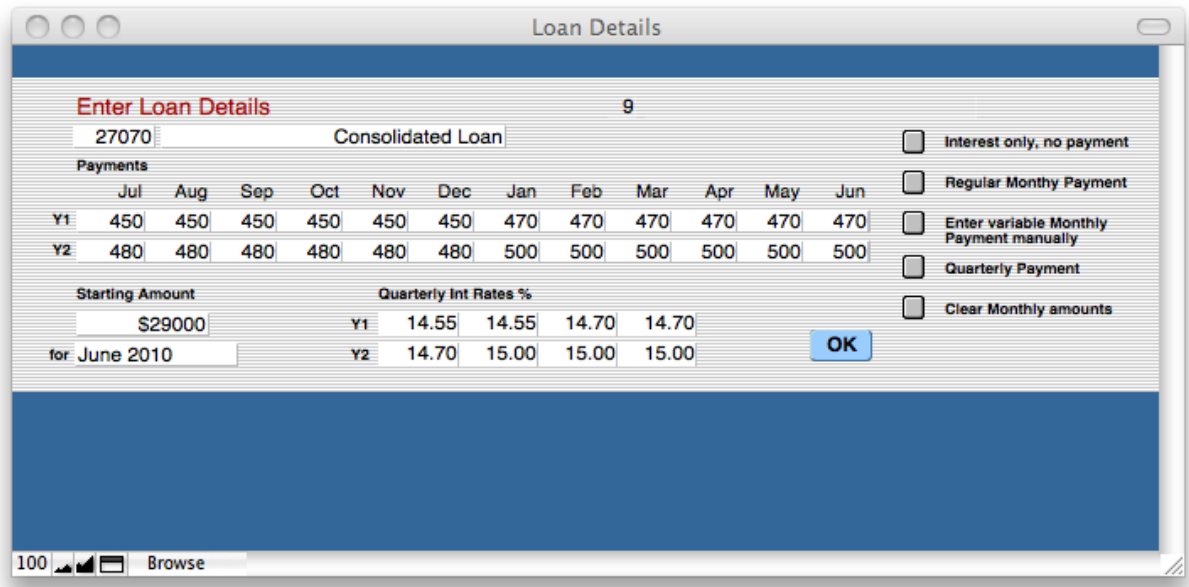 Loan Details
Enter Loan Details 9
27070 Consolidated Loan
Payments
Jul Aug Sep Oct Nov Dec Jan Feb Mar Apr May Jun
Y1 450 450 450 450 450 450 470 470 470 470 470 470
Y2 480 480 480 480 480 480 500 500 500 500 500 500
Starting Amount Quarterly Int Rates %
$29000 Y1 14.55 14.55 14.70 14.70
for June 2010 Y2 14.70 15.00 15.00 15.00
Interest only, no payment
Regular Monthy Payment
Enter variable Monthly
Payment manually
Quarterly Payment
Clear Monthly amounts
OK
100 Browse